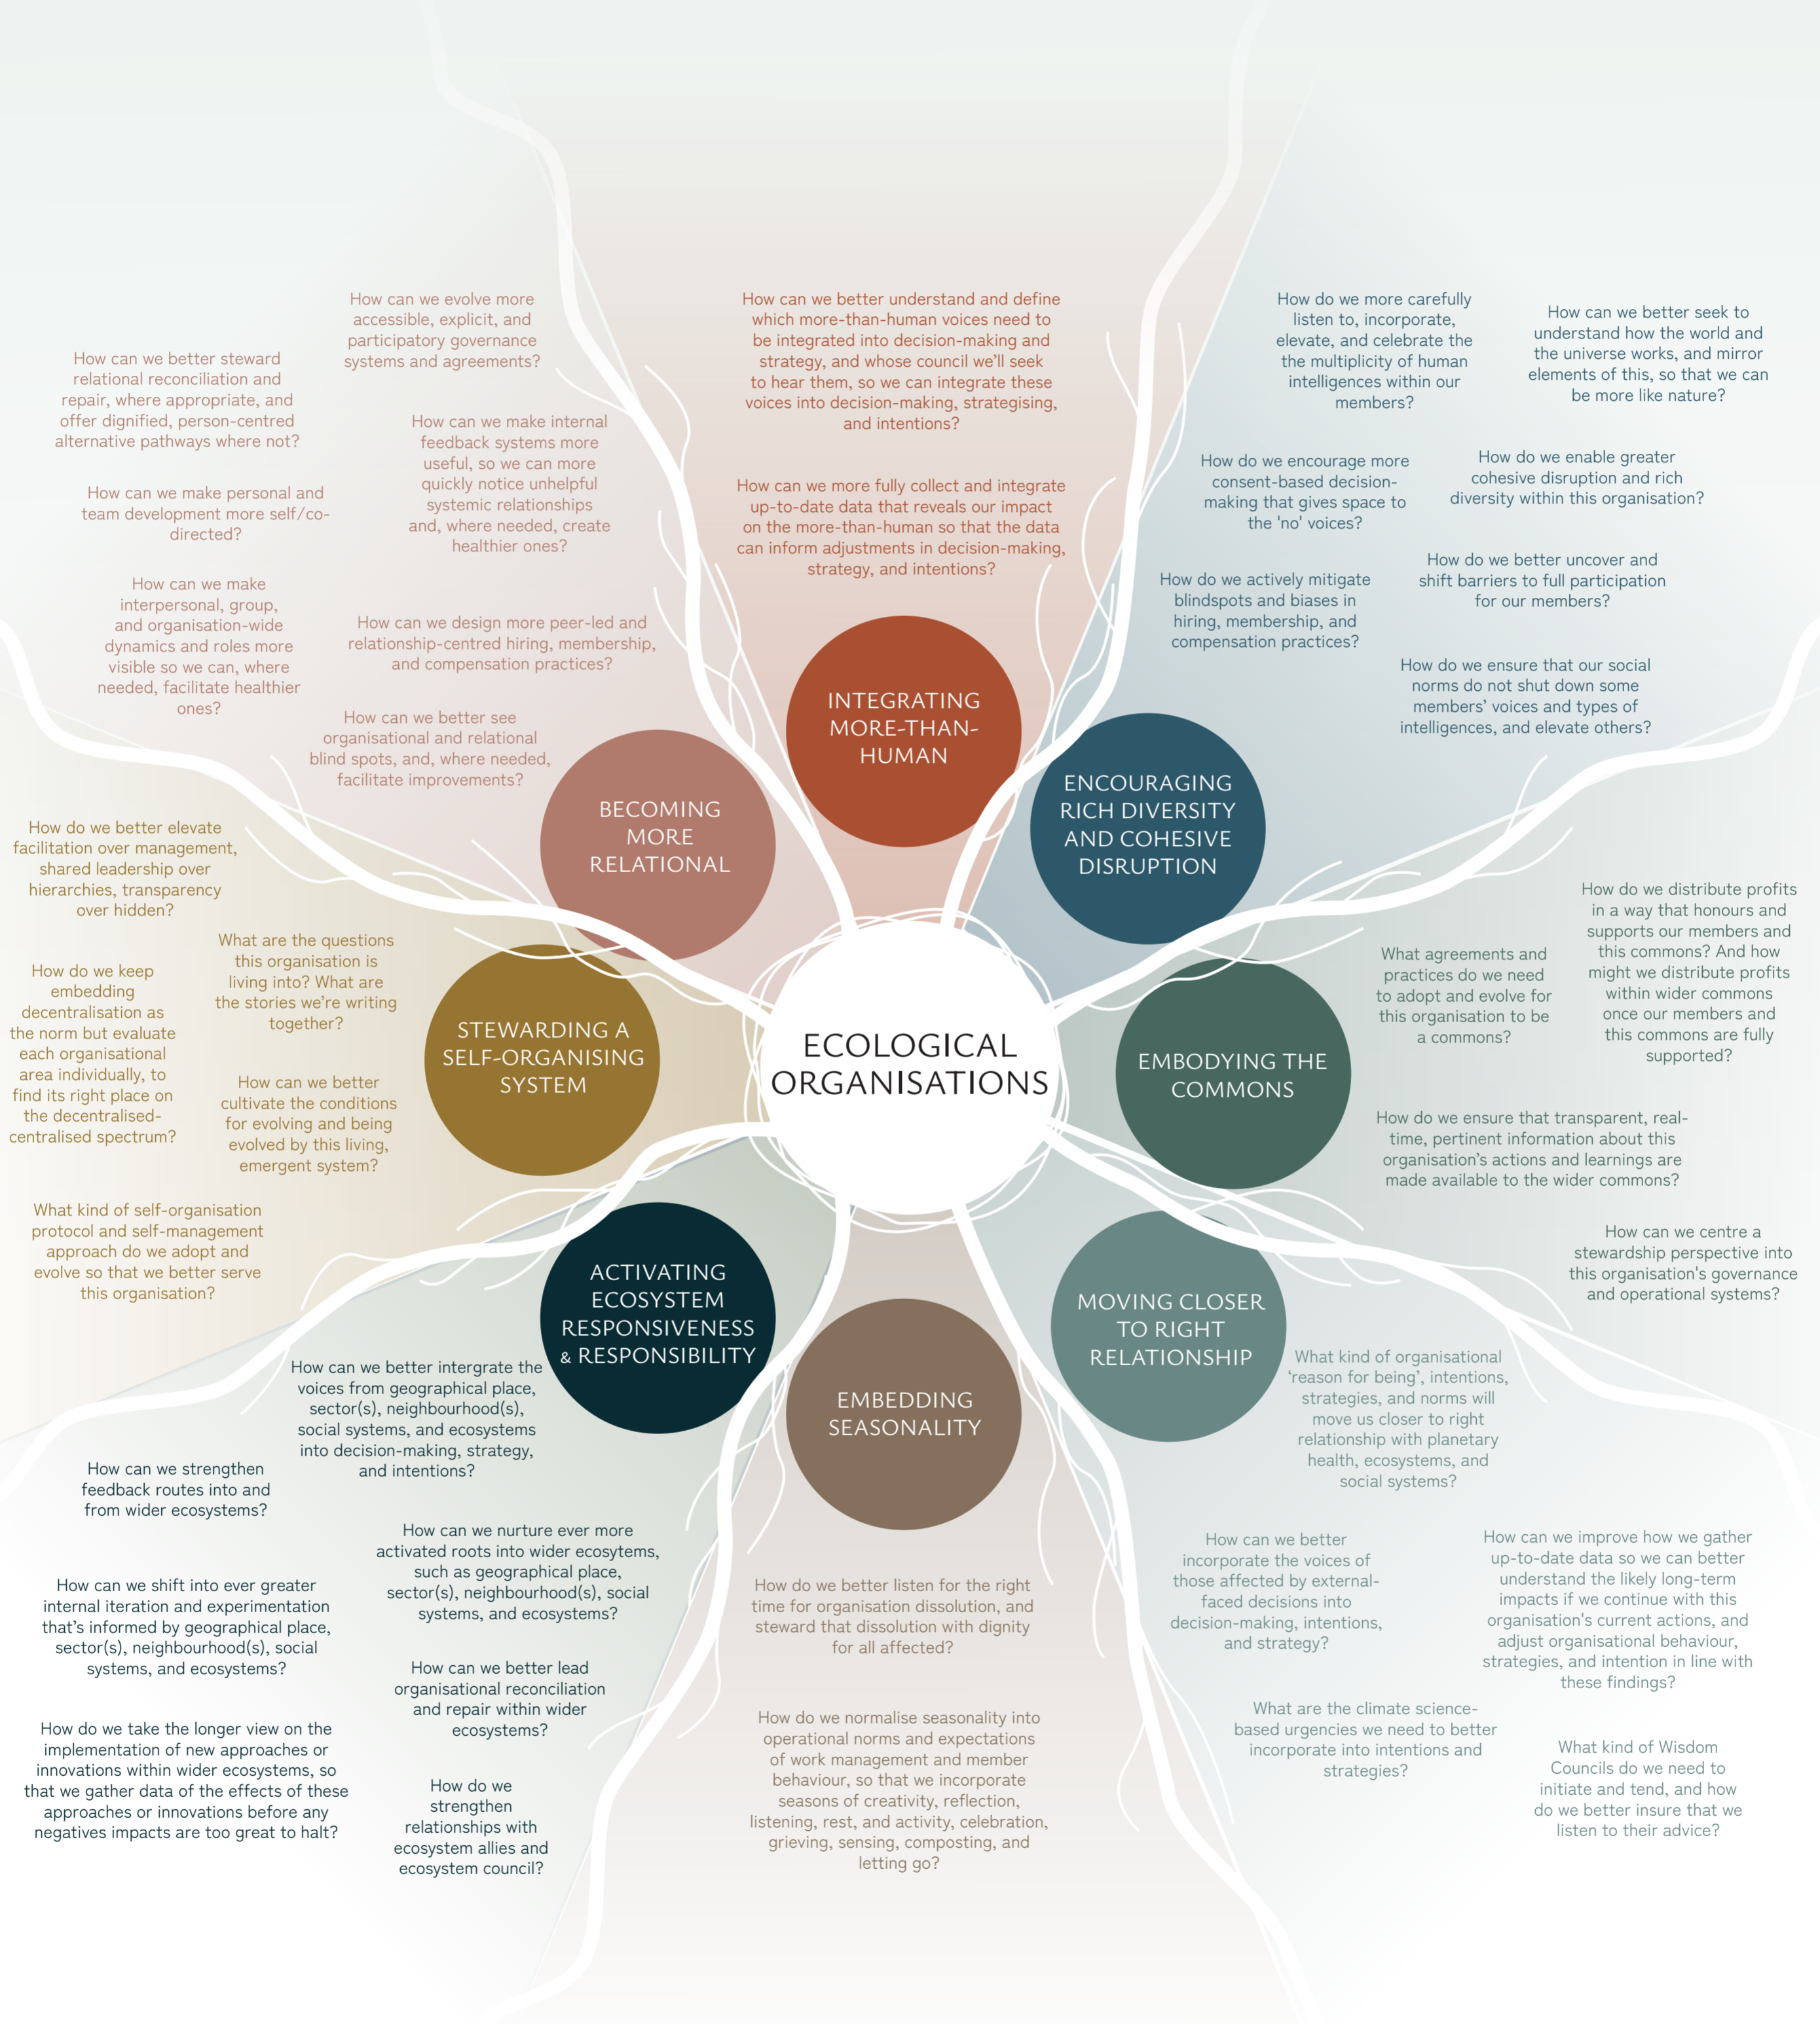 ECOLOGICAL
ORGANISATIONS
INTEGRATING
MORE-THAN-
HUMAN
How can we better understand and define
which more-than-human voices need to
be integrated into decision-making and
strategy, and whose council we'll seek
to hear them, so we can integrate these
voices into decision-making, strategising,
and intentions?
How can we more fully collect and integrate
up-to-date data that reveals our impact
on the more-than-human so that the data
can inform adjustments in decision-making,
strategy, and intentions?
ENCOURAGING
RICH DIVERSITY
AND COHESIVE
DISRUPTION
How do we more carefully
listen to, incorporate,
elevate, and celebrate the
the multiplicity of human
intelligences within our
members?
How can we better seek to
understand how the world and
the universe works, and mirror
elements of this, so that we can
be more like nature?
How do we encourage more
consent-based decision-
making that gives space to
the 'no' voices?
How do we enable greater
cohesive disruption and rich
diversity within this organisation?
How do we actively mitigate
blindspots and biases in
hiring, membership, and
compensation practices?
How do we better uncover and
shift barriers to full participation
for our members?
How do we ensure that our social
norms do not shut down some
members' voices and types of
intelligences, and elevate others?
EMBODYING THE
COMMONS
What agreements and
practices do we need
to adopt and evolve for
this organisation to be
a commons?
How do we distribute profits
in a way that honours and
supports our members and
this commons? And how
might we distribute profits
within wider commons
once our members and
this commons are fully
supported?
How do we ensure that transparent, real-
time, pertinent information about this
organisation's actions and learnings are
made available to the wider commons?
How can we centre a
stewardship perspective into
this organisation's governance
and operational systems?
MOVING CLOSER
TO RIGHT
RELATIONSHIP
What kind of organisational
'reason for being', intentions,
strategies, and norms will
move us closer to right
relationship with planetary
health, ecosystems, and
social systems?
How can we better
incorporate the voices of
those affected by external-
faced decisions into
decision-making, intentions,
and strategy?
How can we improve how we gather
up-to-date data so we can better
understand the likely long-term
impacts if we continue with this
organisation's current actions, and
adjust organisational behaviour,
strategies, and intention in line with
these findings?
What are the climate science-
based urgencies we need to better
incorporate into intentions and
strategies?
What kind of Wisdom
Councils do we need to
initiate and tend, and how
do we better insure that we
listen to their advice?
EMBEDDING
SEASONALITY
How do we better listen for the right
time for organisation dissolution, and
steward that dissolution with dignity
for all affected?
How do we normalise seasonality into
operational norms and expectations
of work management and member
behaviour, so that we incorporate
seasons of creativity, reflection,
listening, rest, and activity, celebration,
grieving, sensing, composting, and
letting go?
ACTIVATING
ECOSYSTEM
RESPONSIVENESS
& RESPONSIBILITY
How can we better intergrate the
voices from geographical place,
sector(s), neighbourhood(s),
social systems, and ecosystems
into decision-making, strategy,
and intentions?
How can we strengthen
feedback routes into and
from wider ecosystems?
How can we nurture ever more
activated roots into wider ecosytems,
such as geographical place,
sector(s), neighbourhood(s), social
systems, and ecosystems?
How can we shift into ever greater
internal iteration and experimentation
that's informed by geographical place,
sector(s), neighbourhood(s), social
systems, and ecosystems?
How can we better lead
organisational reconciliation
and repair within wider
ecosystems?
How do we take the longer view on the
implementation of new approaches or
innovations within wider ecosystems, so
that we gather data of the effects of these
approaches or innovations before any
negatives impacts are too great to halt?
How do we
strengthen
relationships with
ecosystem allies and
ecosystem council?
STEWARDING A
SELF-ORGANISING
SYSTEM
How do we better elevate
facilitation over management,
shared leadership over
hierarchies, transparency
over hidden?
What are the questions
this organisation is
living into? What are
the stories we're writing
together?
How do we keep
embedding
decentralisation as
the norm but evaluate
each organisational
area individually, to
find its right place on
the decentralised-
centralised spectrum?
How can we better
cultivate the conditions
for evolving and being
evolved by this living,
emergent system?
What kind of self-organisation
protocol and self-management
approach do we adopt and
evolve so that we better serve
this organisation?
BECOMING
MORE
RELATIONAL
How can we evolve more
accessible, explicit, and
participatory governance
systems and agreements?
How can we better steward
relational reconciliation and
repair, where appropriate, and
offer dignified, person-centred
alternative pathways where not?
How can we make internal
feedback systems more
useful, so we can more
quickly notice unhelpful
systemic relationships
and, where needed, create
healthier ones?
How can we make personal and
team development more self/co-
directed?
How can we make
interpersonal, group,
and organisation-wide
dynamics and roles more
visible so we can, where
needed, facilitate healthier
ones?
How can we design more peer-led and
relationship-centred hiring, membership,
and compensation practices?
How can we better see
organisational and relational
blind spots, and, where needed,
facilitate improvements?